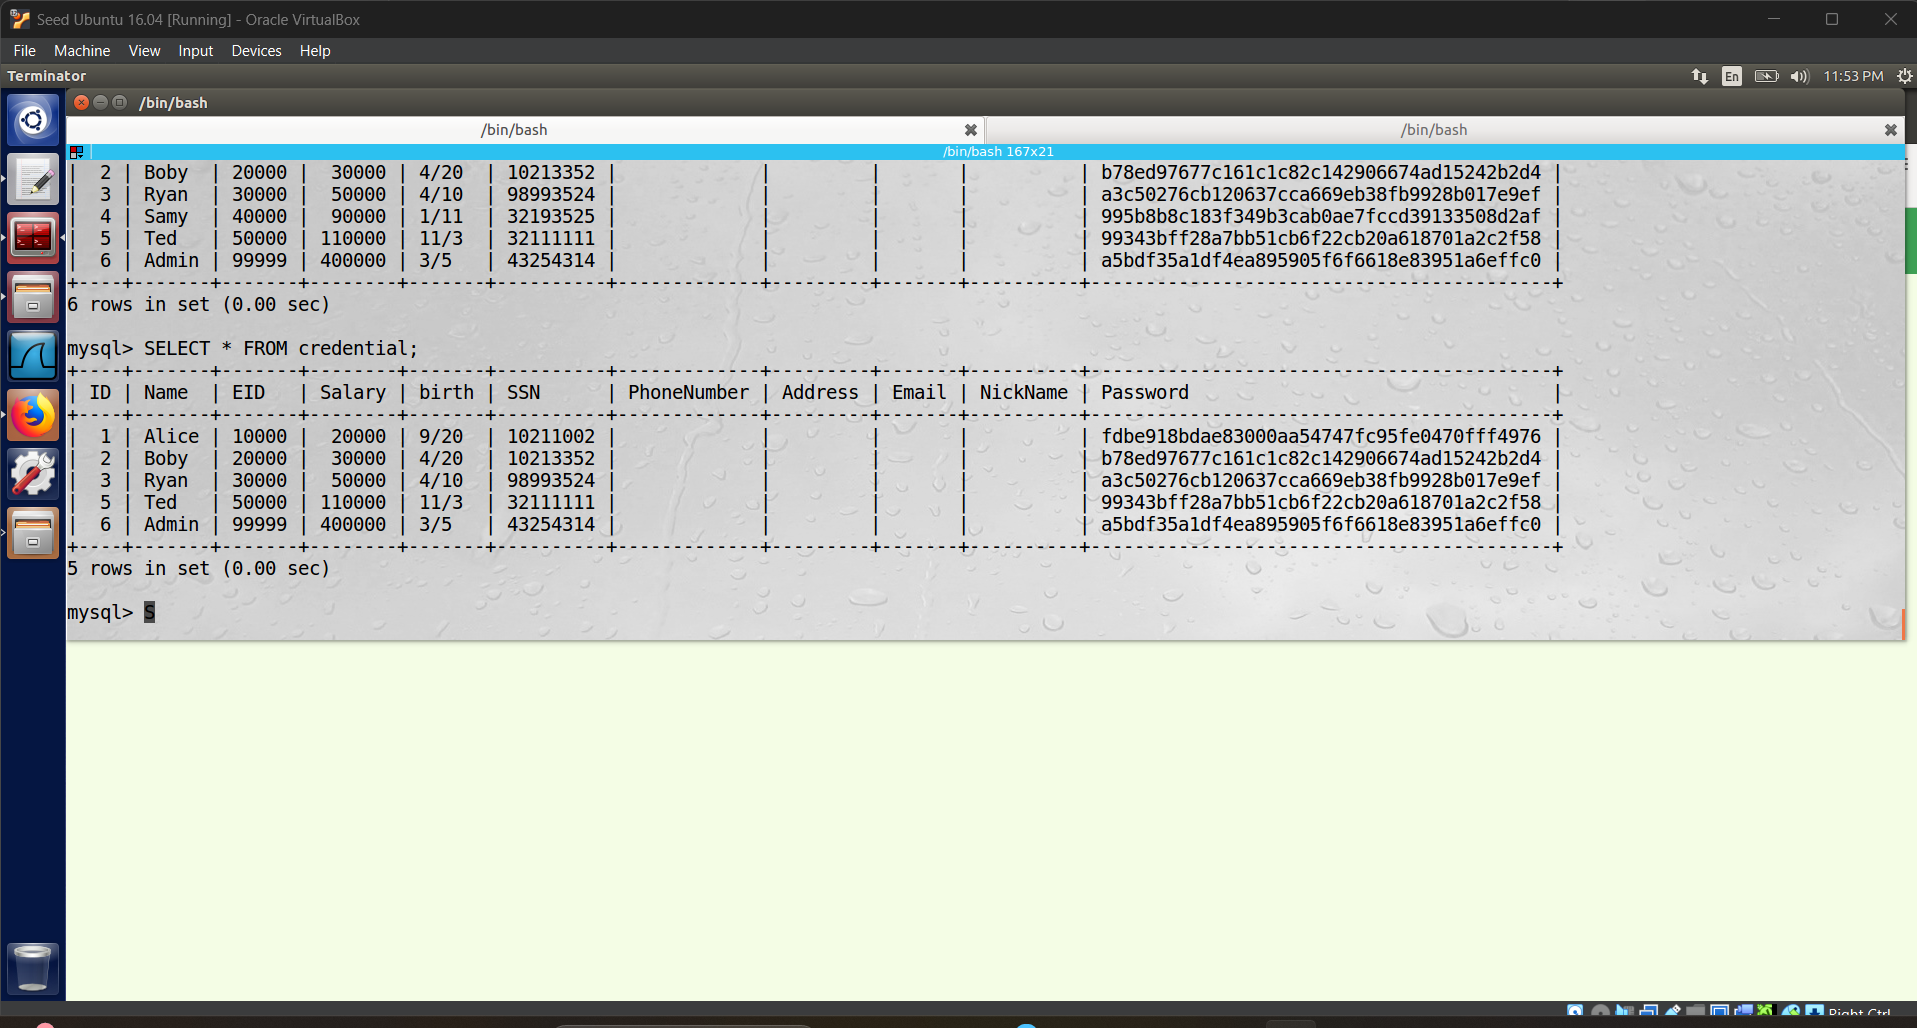 Seed Ubuntu 16.04 [Running] - Oracle VirtualBox
File Machine View Input Devices Help
Terminator En 11:53 PM
/bin/bash
/bin/bash /bin/bash
/bin/bash 167x21
| 2 | Boby | 20000 | 30000 | 4/20 | 10213352 | | | | | b78ed97677c161c1c82c142906674ad15242b2d4 |
| 3 | Ryan | 30000 | 50000 | 4/10 | 98993524 | | | | | a3c50276cb120637cca669eb38fb9928b017e9ef |
| 4 | Samy | 40000 | 90000 | 1/11 | 32193525 | | | | | 995b8b8c183f349b3cab0ae7fccd39133508d2af |
| 5 | Ted | 50000 | 110000 | 11/3 | 32111111 | | | | | 99343bff28a7bb51cb6f22cb20a618701a2c2f58 |
| 6 | Admin | 99999 | 400000 | 3/5 | 43254314 | | | | | a5bdf35a1df4ea895905f6f6618e83951a6effc0 |
+----+-------+-------+--------+-------+----------+-------------+---------+-------+----------+------------------------------------------+
6 rows in set (0.00 sec)
mysql> SELECT * FROM credential;
+----+-------+-------+--------+-------+----------+-------------+---------+-------+----------+------------------------------------------+
| ID | Name | EID | Salary | birth | SSN | PhoneNumber | Address | Email | NickName | Password |
+----+-------+-------+--------+-------+----------+-------------+---------+-------+----------+------------------------------------------+
| 1 | Alice | 10000 | 20000 | 9/20 | 10211002 | | | | | fdbe918bdae83000aa54747fc95fe0470fff4976 |
| 2 | Boby | 20000 | 30000 | 4/20 | 10213352 | | | | | b78ed97677c161c1c82c142906674ad15242b2d4 |
| 3 | Ryan | 30000 | 50000 | 4/10 | 98993524 | | | | | a3c50276cb120637cca669eb38fb9928b017e9ef |
| 5 | Ted | 50000 | 110000 | 11/3 | 32111111 | | | | | 99343bff28a7bb51cb6f22cb20a618701a2c2f58 |
| 6 | Admin | 99999 | 400000 | 3/5 | 43254314 | | | | | a5bdf35a1df4ea895905f6f6618e83951a6effc0 |
+----+-------+-------+--------+-------+----------+-------------+---------+-------+----------+------------------------------------------+
5 rows in set (0.00 sec)
mysql> S
Right Ctrl